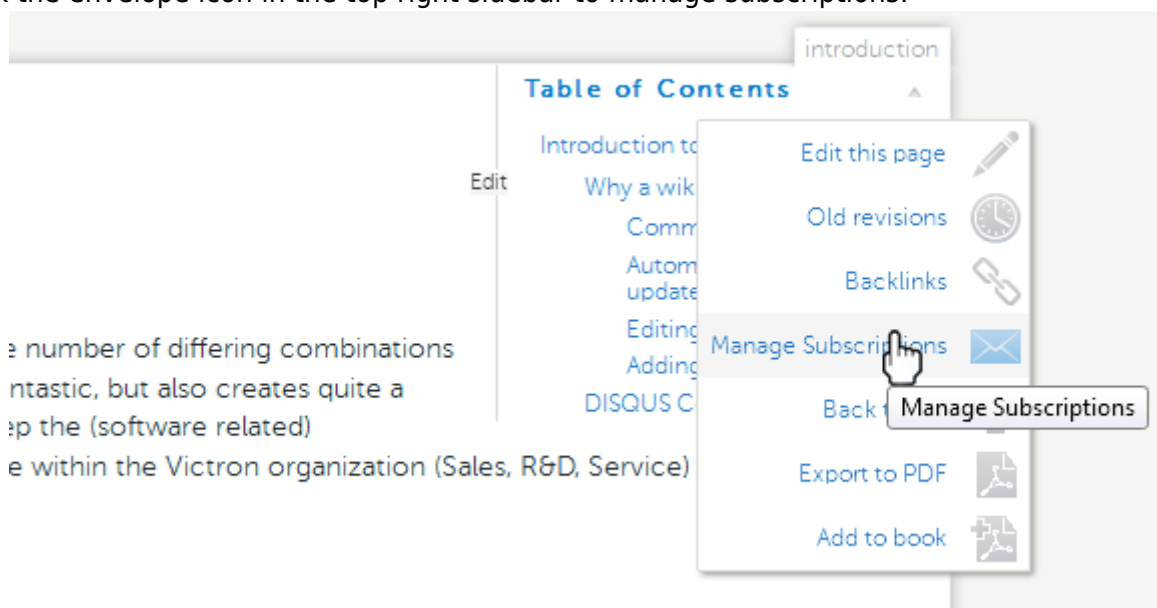 the envelope icon in the top right sidebar to manage subscriptions.
introduction
Table of Contents
Introduction to
Why a wik
Comm
Autom
update
Editing
Adding
DISQUS C
Edit
number of differing combinations
ntastic, but also creates quite a
ep the (software related)
e within the Victron organization (Sales, R&D, Service)
Edit this page
Old revisions
Backlinks
Manage Subscriptions
Manage Subscriptions
Back
Export to PDF
Add to book